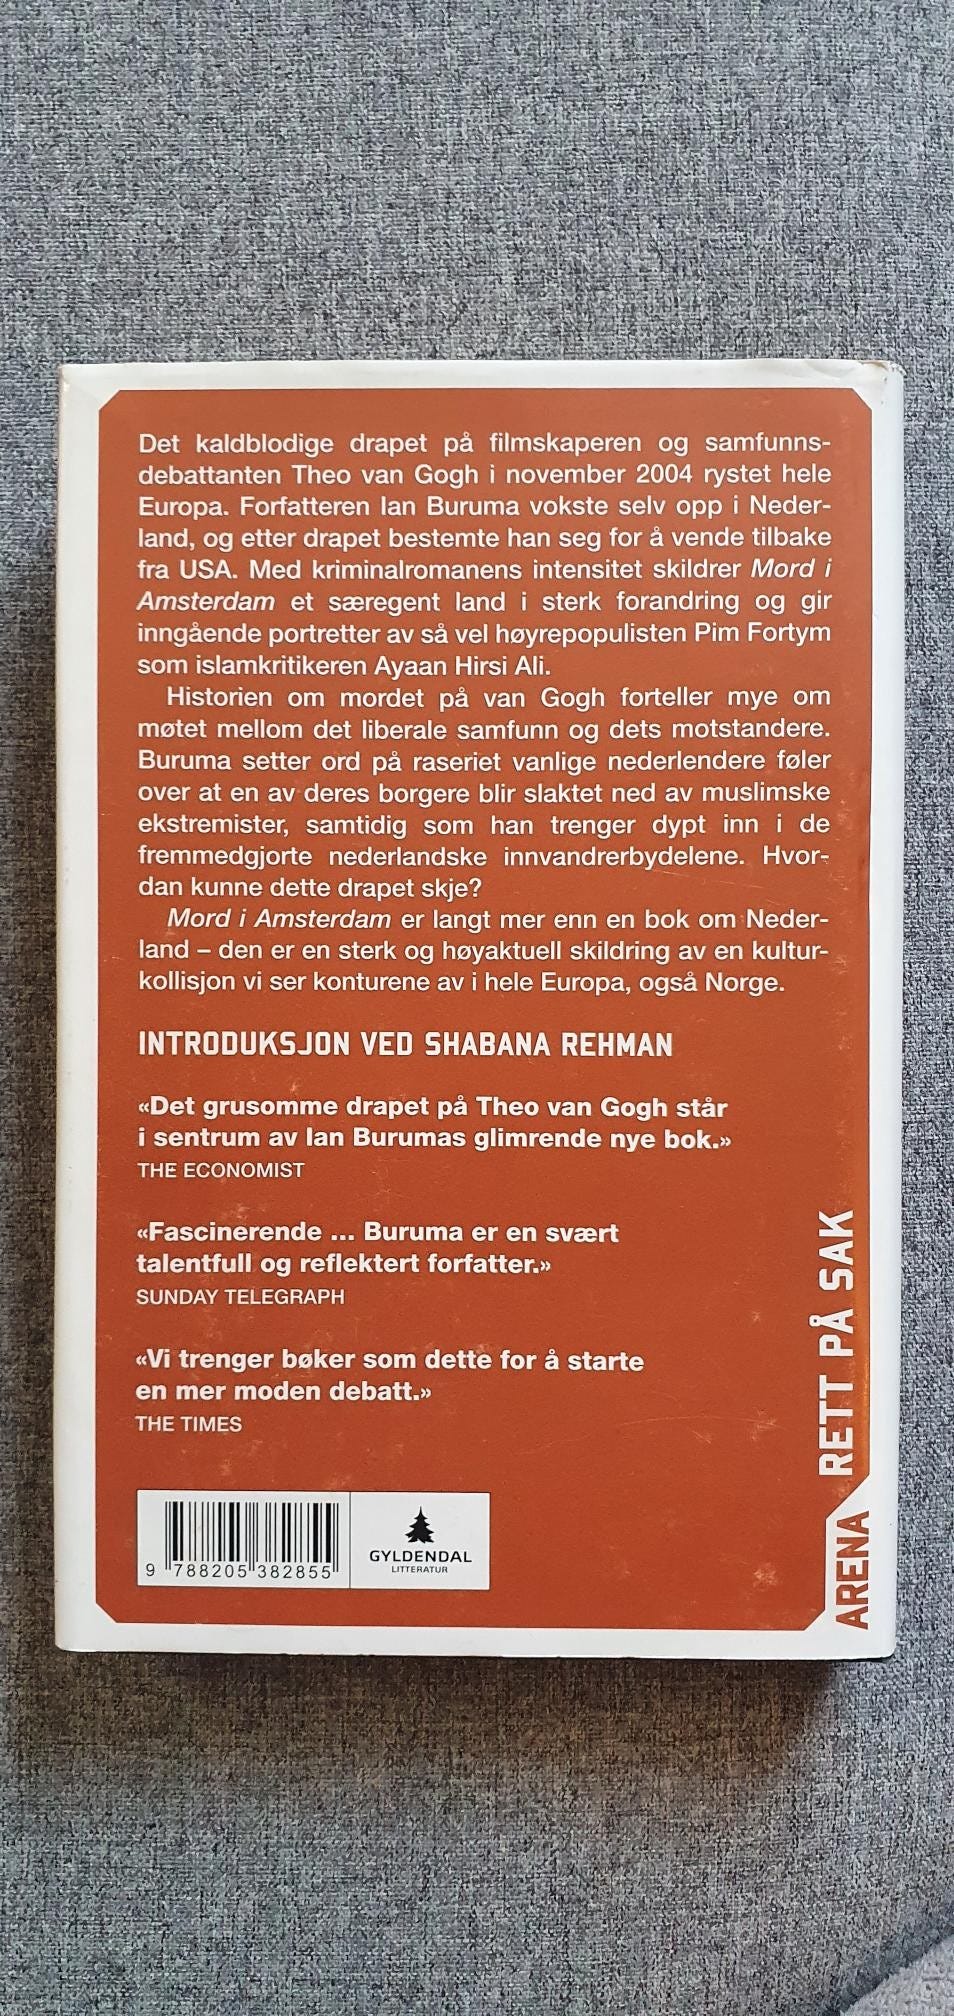 Det kaldblodige drapet på filmskaperen og samfunns-
debattanten Theo van Gogh i november 2004 rystet hele
Europa. Forfatteren Ian Buruma vokste selv opp i Neder-
land, og etter drapet bestemte han seg for å vende tilbake
fra USA. Med kriminalromanens intensitet skildrer Mord i
Amsterdam et særegent land i sterk forandring og gir
inngående portretter av så vel høyrepopulisten Pim Fortym
som islamkritikeren Ayaan Hirsi Ali.
Historien om mordet på van Gogh forteller mye om
møtet mellom det liberale samfunn og dets motstandere.
Buruma setter ord på raseriet vanlige nederlendere føler
over at en av deres borgere blir slaktet ned av muslimske
ekstremister, samtidig som han trenger dypt inn i de
fremmedgjorte nederlandske innvandrerbydelene. Hvor-
dan kunne dette drapet skje?
Mord i Amsterdam er langt mer enn en bok om Neder-
land – den er en sterk og høyaktuell skildring av en kultur-
kollisjon vi ser konturene av i hele Europa, også Norge.
INTRODUKSJON VED SHABANA REHMAN
«Det grusomme drapet på Theo van Gogh står
i sentrum av Ian Burumas glimrende nye bok.»
THE ECONOMIST
«Fascinerende ... Buruma er en svært
talentfull og reflektert forfatter.»
SUNDAY TELEGRAPH
«Vi trenger bøker som dette for å starte
en mer moden debatt.»
THE TIMES
9 788205 382855
GYLDENDAL
LITTERATUR
ARENA
RETT PÅ SAK